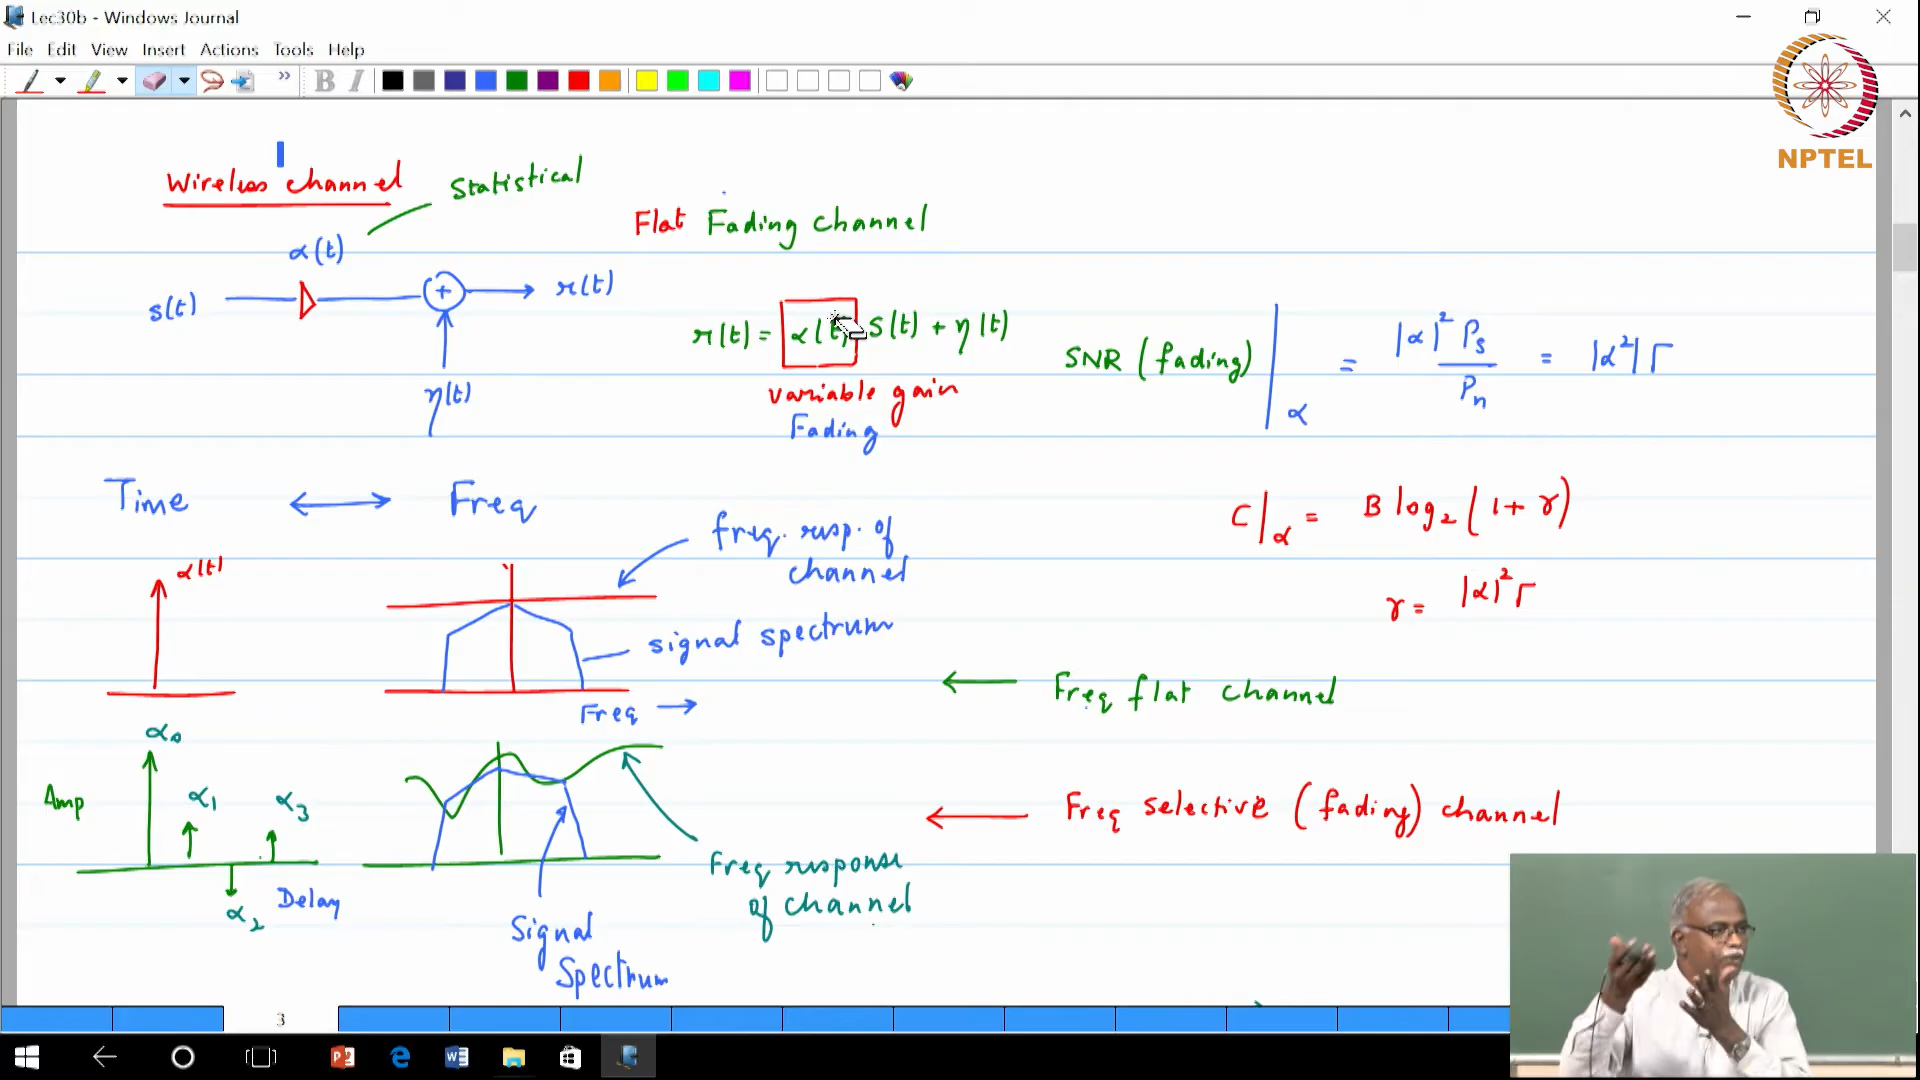 Lec30b - Windows Journal
File Edit View Insert Actions Tools Help
B I
NPTEL
Wireless channel
Statistical
α(t)
Flat Fading channel
s(t)
+
r(t)
η(t)
r(t) = α(t) s(t) + η(t)
variable gain
Fading
SNR (fading) |α = |α|² Ps / Pn = |α²| Γ
Time ↔ Freq
C|α = B log₂ (1 + γ)
γ = |α|² Γ
freq. resp. of
channel
α(t)
signal spectrum
Freq →
← Freq flat channel
α₀
Amp
α₁
α₃
α₂
Delay
← Freq selective (fading) channel
Freq response
of channel
Signal
Spectrum
3